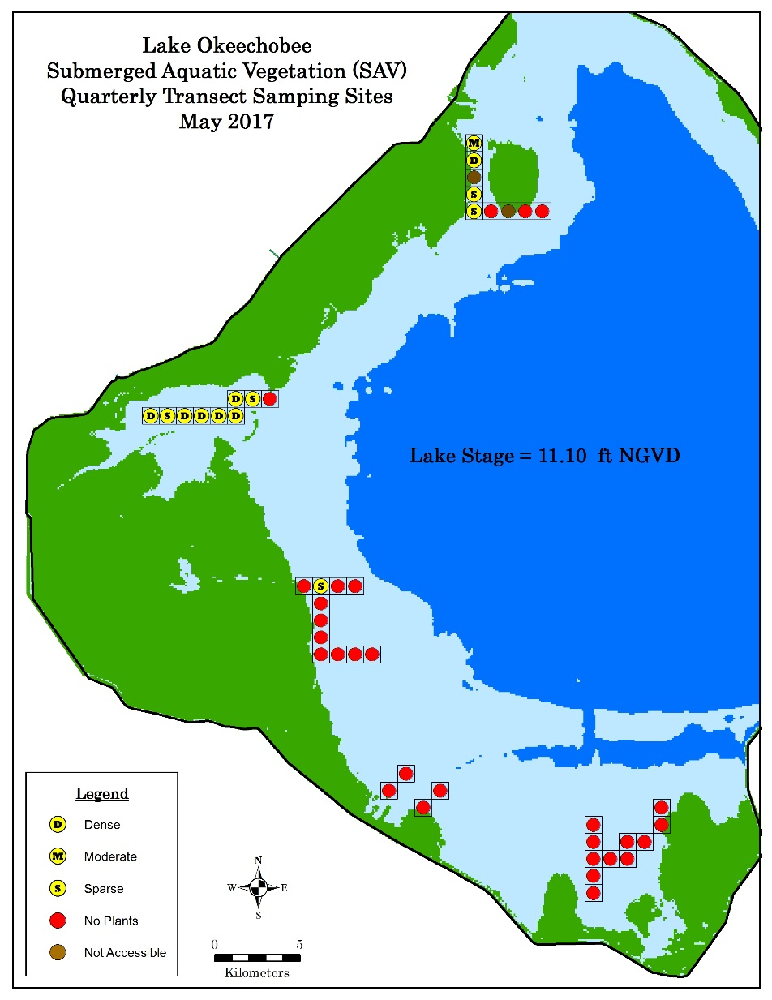 Lake Okeechobee
Submerged Aquatic Vegetation (SAV)
Quarterly Transect Samping Sites
May 2017
M
D
S
S
D S
D S D D D D
Lake Stage = 11.10 ft NGVD
S
Legend
D Dense
M Moderate
S Sparse
No Plants
Not Accessible
N
W E
S
0 5
Kilometers